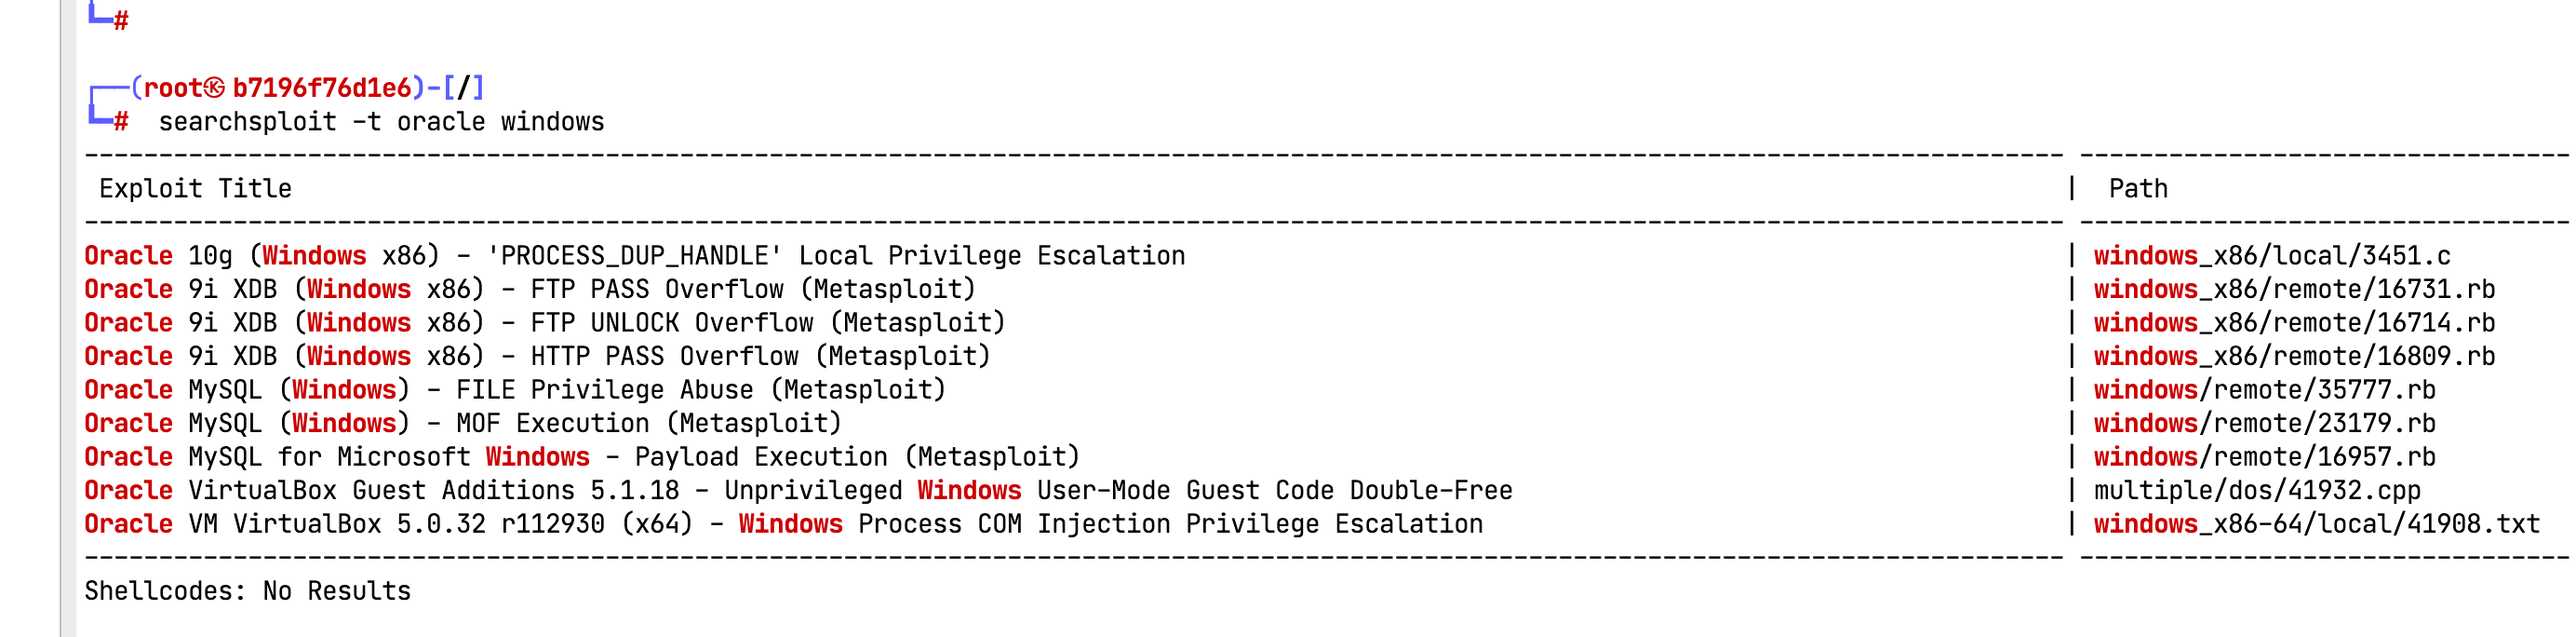 └─#
┌──(root㉿b7196f76d1e6)-[/]
└─# searchsploit -t oracle windows
---------------------------------------------------------------------------------------------------------------------------------------- ---------------------------------
 Exploit Title | Path
---------------------------------------------------------------------------------------------------------------------------------------- ---------------------------------
Oracle 10g (Windows x86) - 'PROCESS_DUP_HANDLE' Local Privilege Escalation | windows_x86/local/3451.c
Oracle 9i XDB (Windows x86) - FTP PASS Overflow (Metasploit) | windows_x86/remote/16731.rb
Oracle 9i XDB (Windows x86) - FTP UNLOCK Overflow (Metasploit) | windows_x86/remote/16714.rb
Oracle 9i XDB (Windows x86) - HTTP PASS Overflow (Metasploit) | windows_x86/remote/16809.rb
Oracle MySQL (Windows) - FILE Privilege Abuse (Metasploit) | windows/remote/35777.rb
Oracle MySQL (Windows) - MOF Execution (Metasploit) | windows/remote/23179.rb
Oracle MySQL for Microsoft Windows - Payload Execution (Metasploit) | windows/remote/16957.rb
Oracle VirtualBox Guest Additions 5.1.18 - Unprivileged Windows User-Mode Guest Code Double-Free | multiple/dos/41932.cpp
Oracle VM VirtualBox 5.0.32 r112930 (x64) - Windows Process COM Injection Privilege Escalation | windows_x86-64/local/41908.txt
---------------------------------------------------------------------------------------------------------------------------------------- ---------------------------------
Shellcodes: No Results